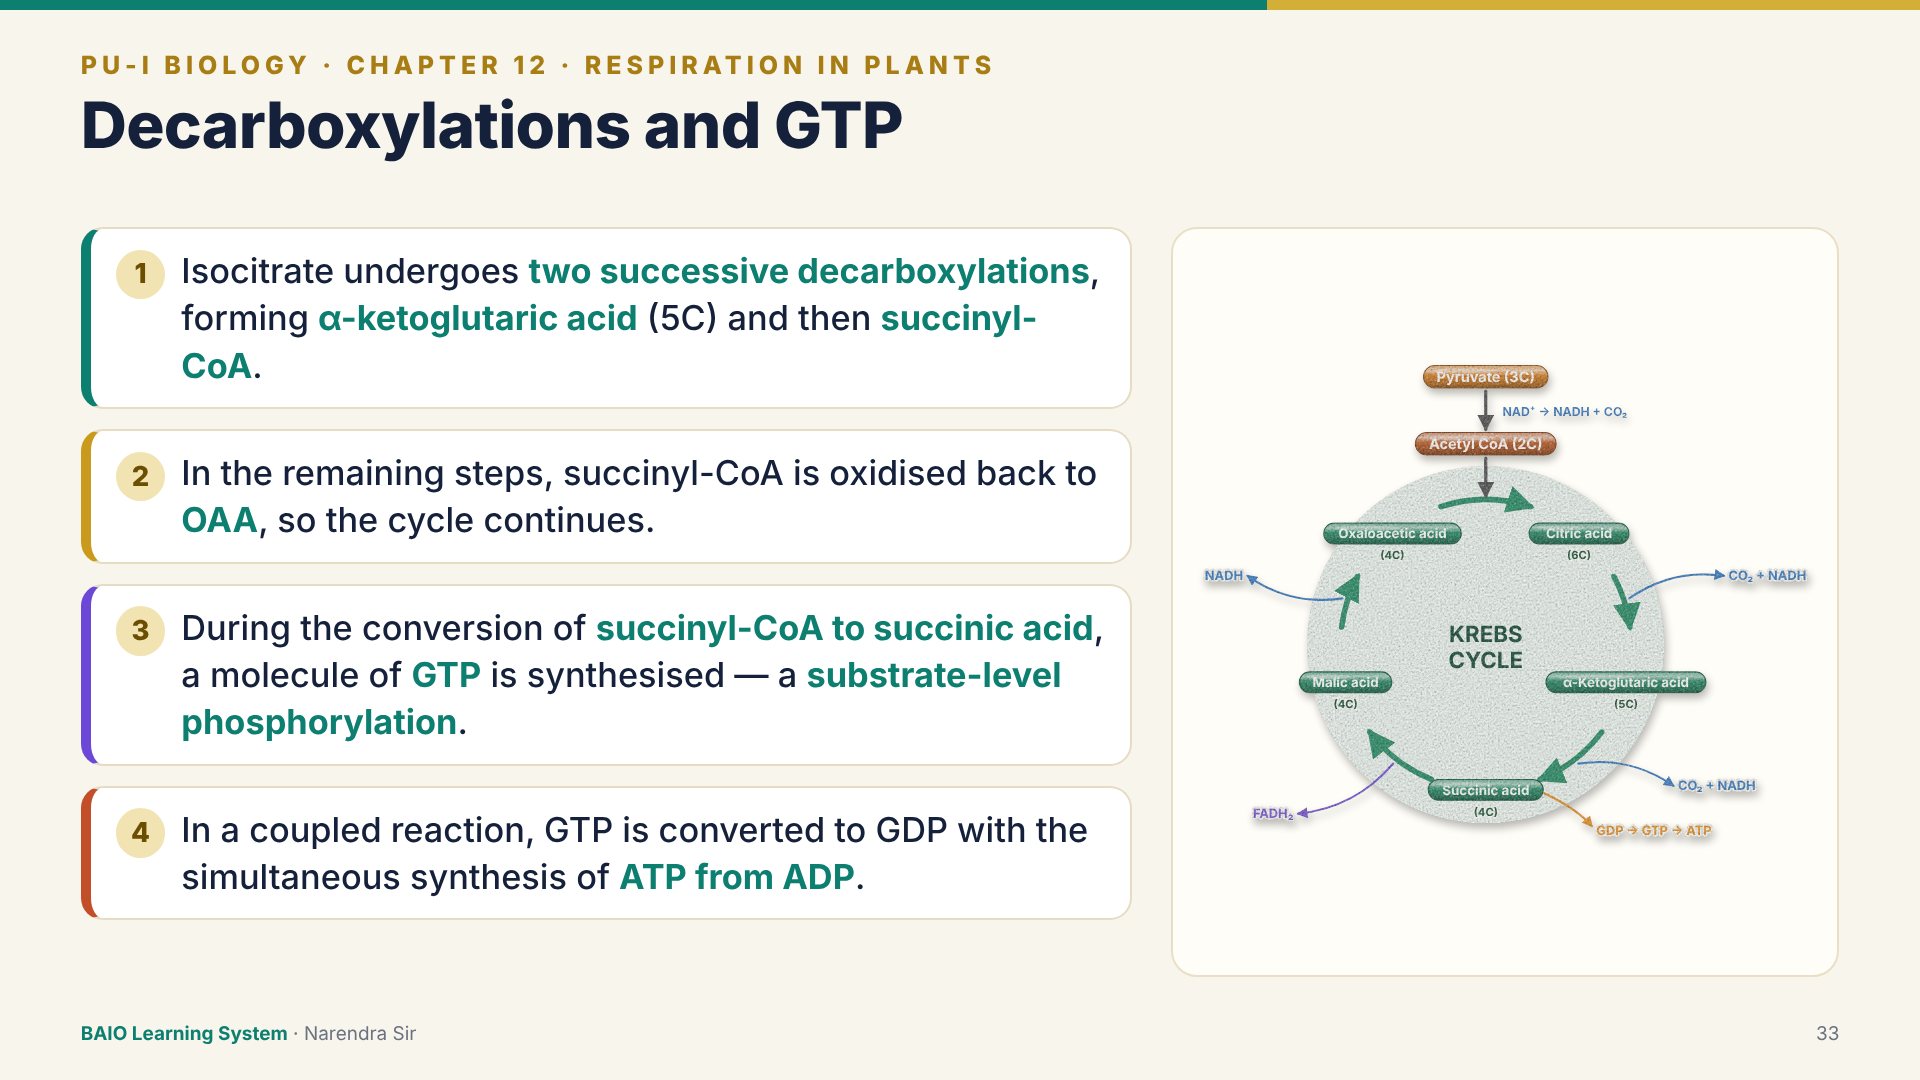 PU-I BIOLOGY · CHAPTER 12 · RESPIRATION IN PLANTS
Decarboxylations and GTP
1
Isocitrate undergoes two successive decarboxylations,
forming α-ketoglutaric acid (5C) and then succinyl-
CoA.
2
In the remaining steps, succinyl-CoA is oxidised back to
OAA, so the cycle continues.
3
During the conversion of succinyl-CoA to succinic acid,
a molecule of GTP is synthesised — a substrate-level
phosphorylation.
4
In a coupled reaction, GTP is converted to GDP with the
simultaneous synthesis of ATP from ADP.
Pyruvate (3C)
NAD⁺ → NADH + CO₂
Acetyl CoA (2C)
Oxaloacetic acid
(4C)
Citric acid
(6C)
NADH
CO₂ + NADH
KREBS
CYCLE
Malic acid
(4C)
α-Ketoglutaric acid
(5C)
Succinic acid
(4C)
CO₂ + NADH
FADH₂
GDP → GTP → ATP
BAIO Learning System · Narendra Sir
33